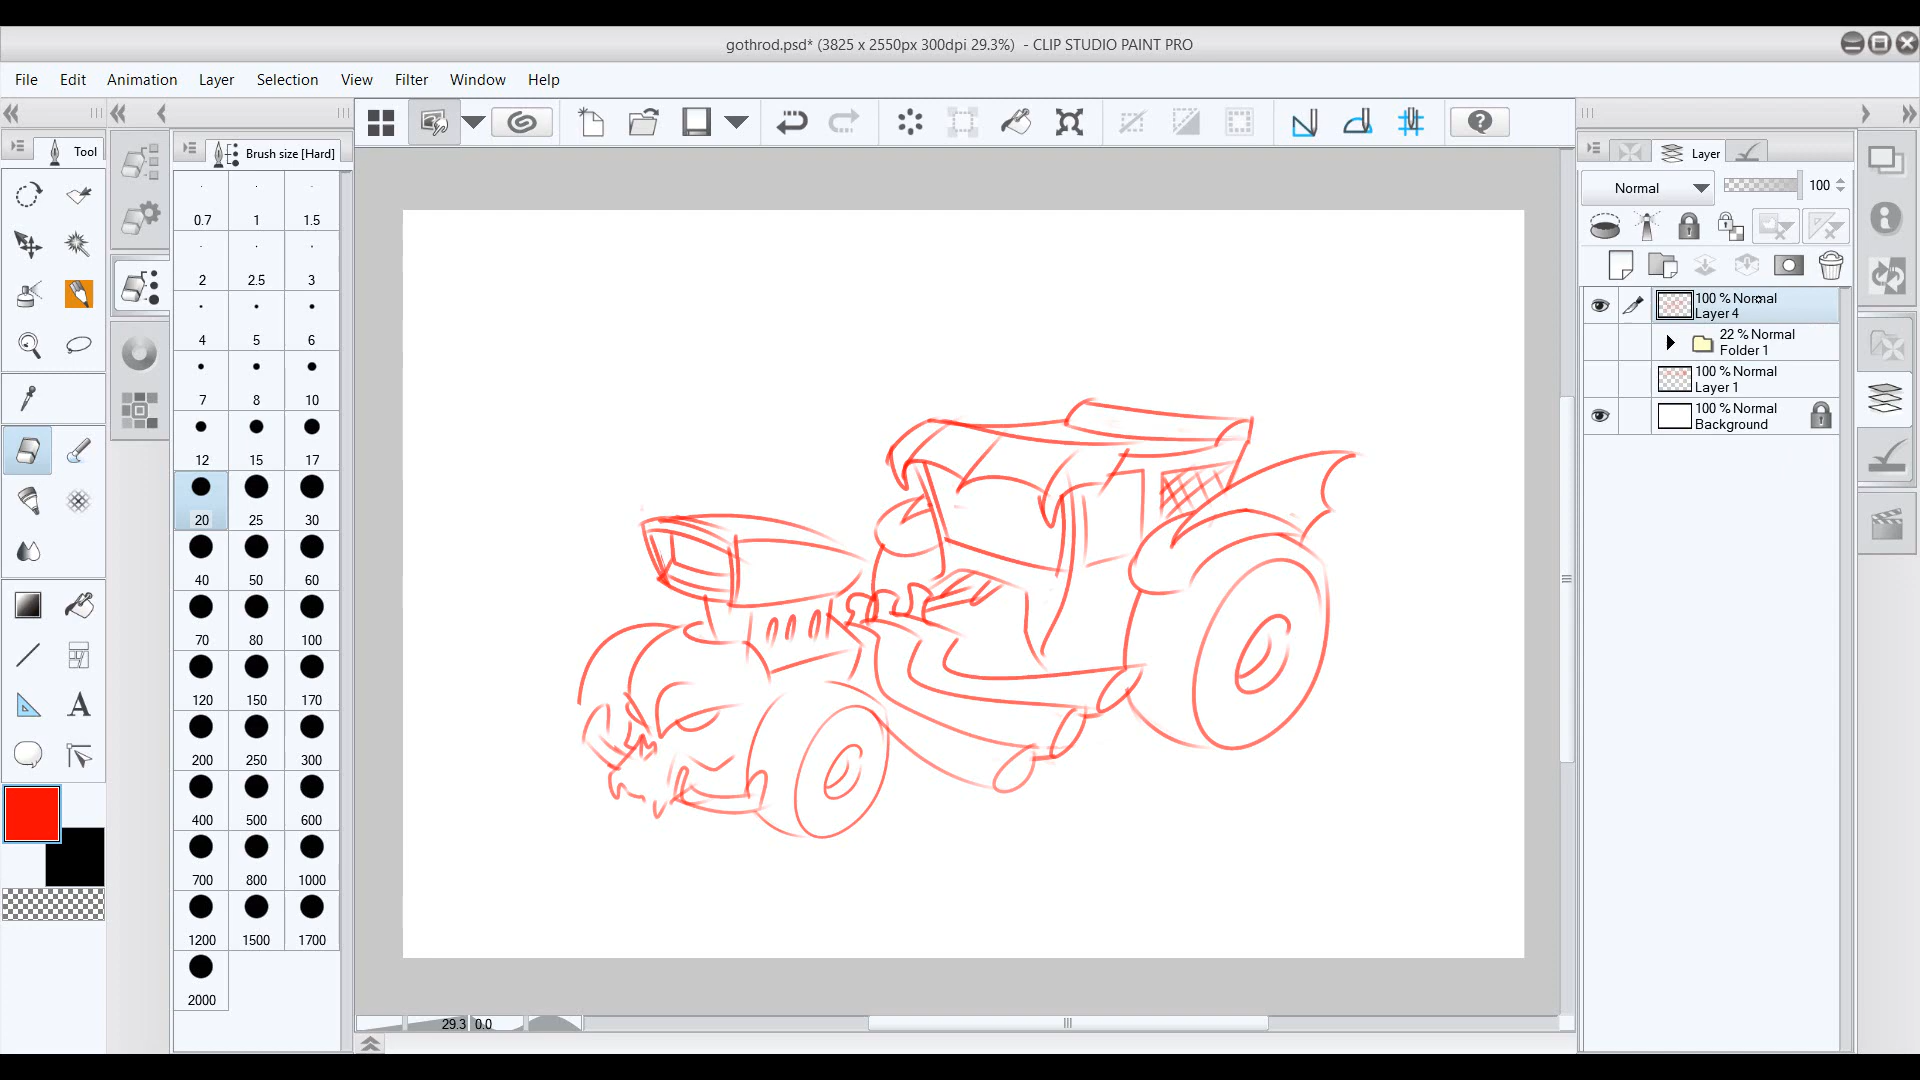 gothrod.psd* (3825 x 2550px 300dpi 29.3%) - CLIP STUDIO PAINT PRO
File Edit Animation Layer Selection View Filter Window Help
Tool
Brush size [Hard]
Layer
Normal 100
0.7 1 1.5
2 2.5 3
4 5 6
7 8 10
12 15 17
20 25 30
40 50 60
70 80 100
120 150 170
200 250 300
400 500 600
700 800 1000
1200 1500 1700
2000
A
100 % Normal
Layer 4
22 % Normal
Folder 1
100 % Normal
Layer 1
100 % Normal
Background
29.3 0.0